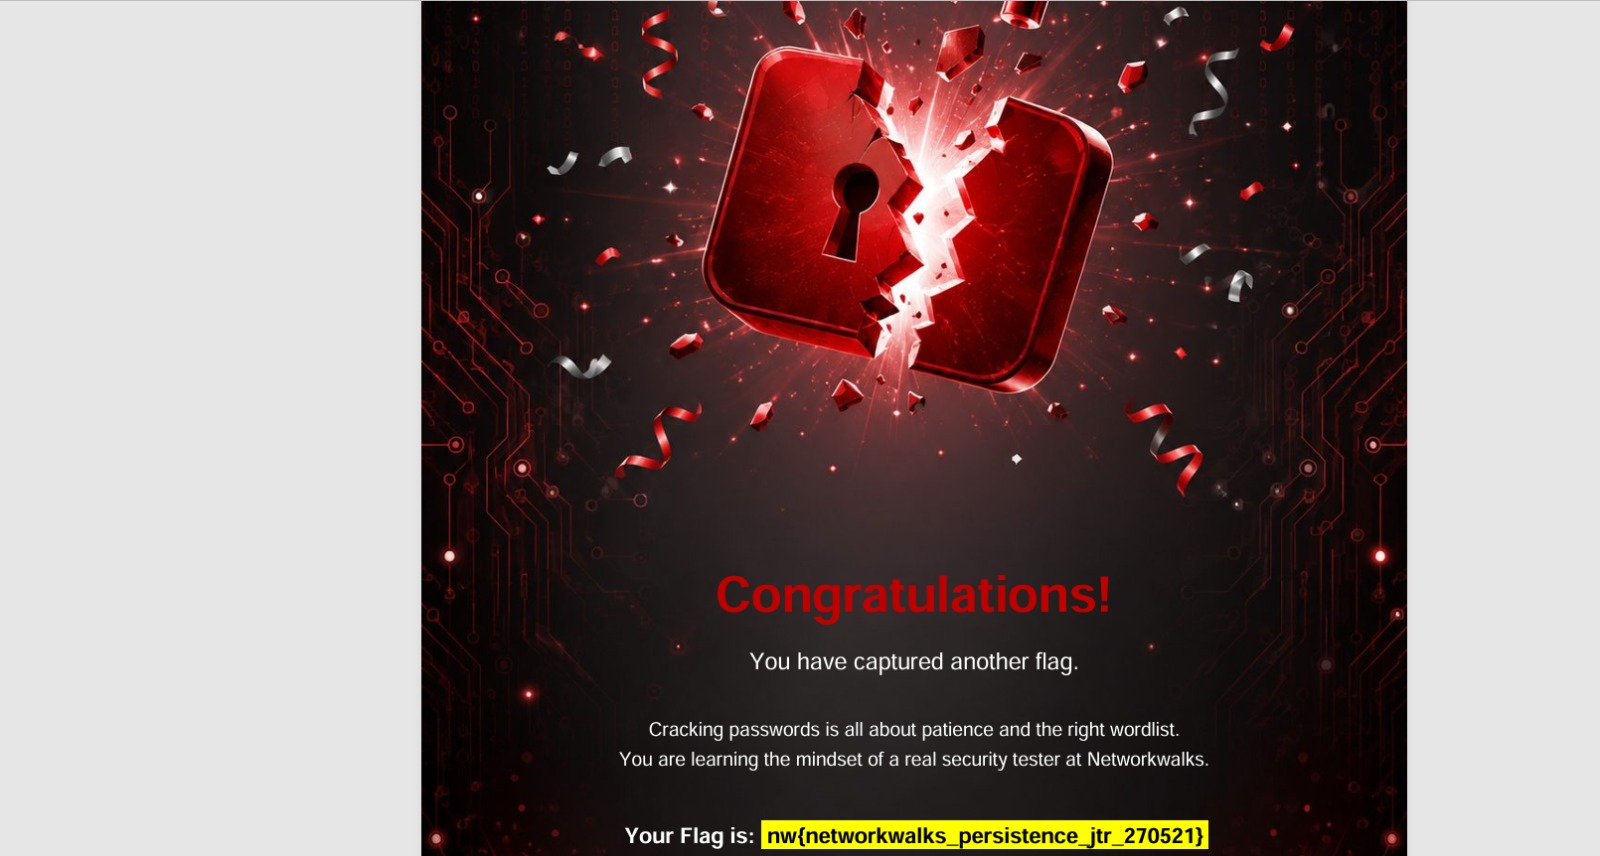 Congratulations!
You have captured another flag.
Cracking passwords is all about patience and the right wordlist.
You are learning the mindset of a real security tester at Networkwalks.
Your Flag is: nw{networkwalks_persistence_jtr_270521}